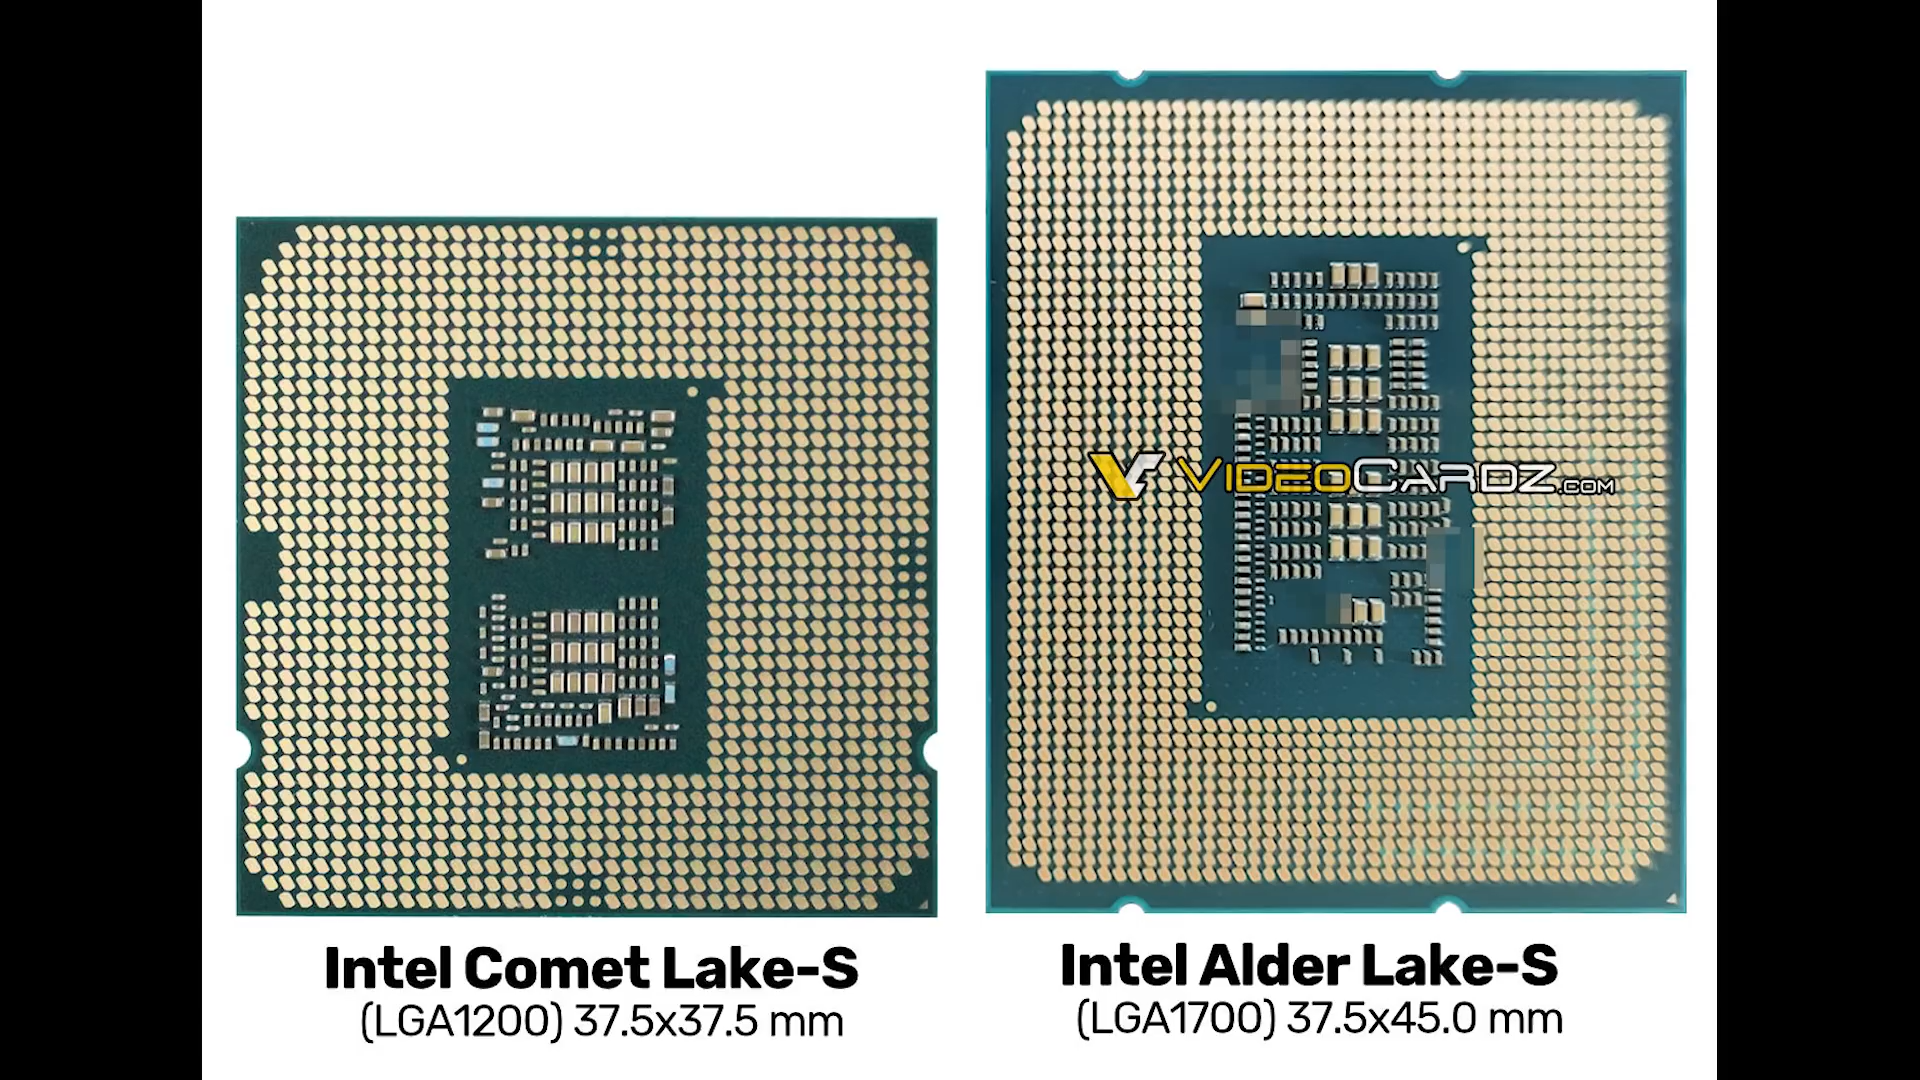 VIDEOCARDZ.COM
Intel Comet Lake-S
(LGA1200) 37.5x37.5 mm
Intel Alder Lake-S
(LGA1700) 37.5x45.0 mm